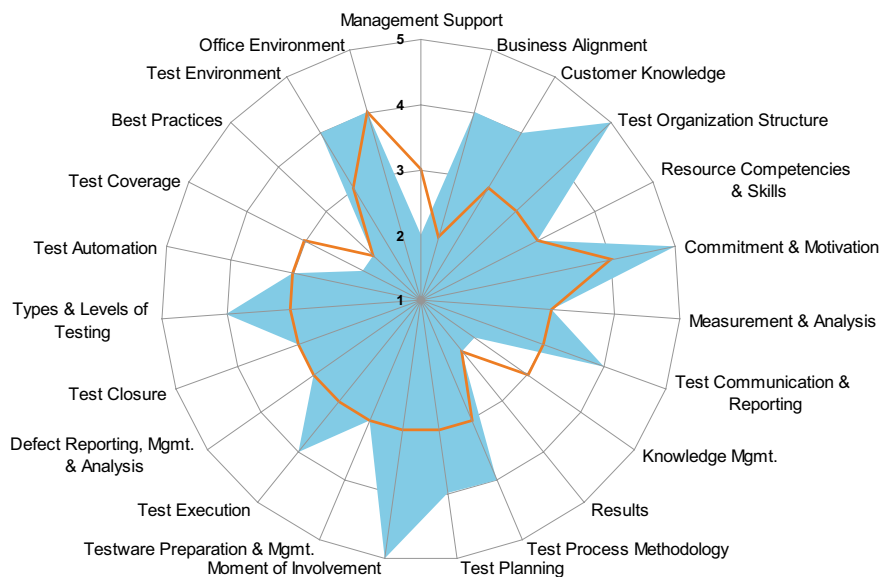 Management Support
Office Environment
Business Alignment
Test Environment
Customer Knowledge
Best Practices
Test Organization Structure
Test Coverage
Resource Competencies
& Skills
Test Automation
Commitment & Motivation
Types & Levels of
Testing
Measurement & Analysis
Test Closure
Test Communication &
Reporting
Defect Reporting, Mgmt.
& Analysis
Knowledge Mgmt.
Test Execution
Results
Testware Preparation & Mgmt.
Test Process Methodology
Moment of Involvement
Test Planning
5
4
3
2
1